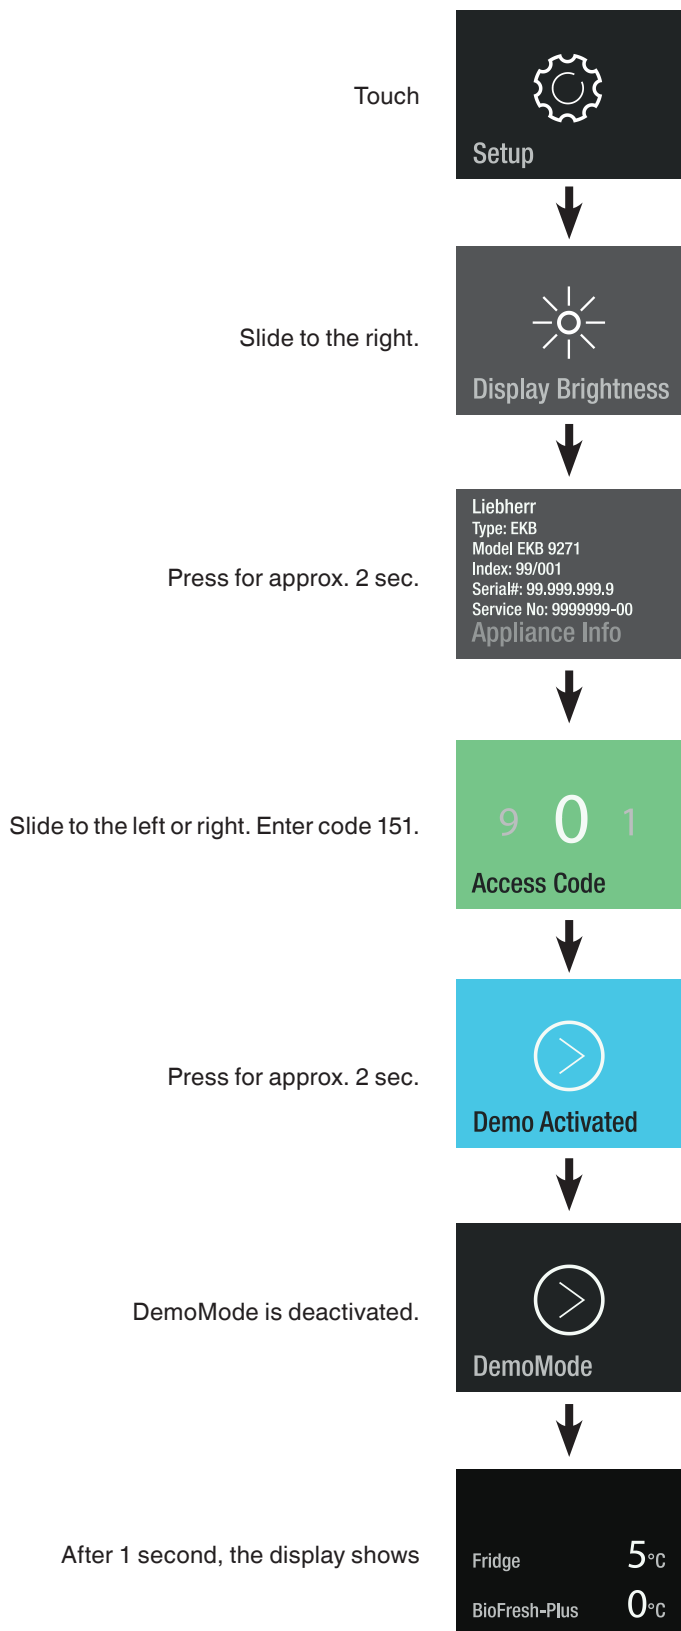 Touch
Setup
Slide to the right.
Display Brightness
Press for approx. 2 sec.
Liebherr
Type: EKB
Model EKB 9271
Index: 99/001
Serial#: 99.999.999.9
Service No: 9999999-00
Appliance Info
Slide to the left or right. Enter code 151.
9 0 1
Access Code
Press for approx. 2 sec.
Demo Activated
DemoMode is deactivated.
DemoMode
After 1 second, the display shows
Fridge 5°C
BioFresh-Plus 0°C